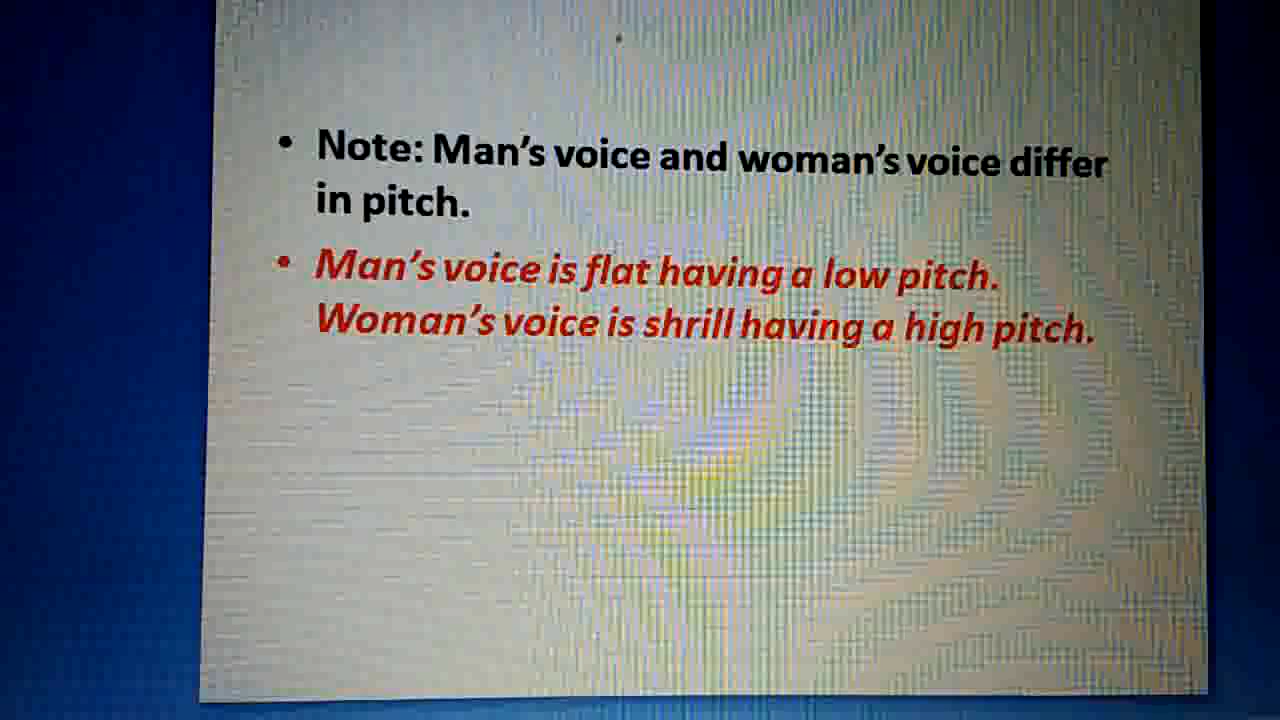 • Note: Man's voice and woman's voice differ
in pitch.
• Man's voice is flat having a low pitch.
Woman's voice is shrill having a high pitch.